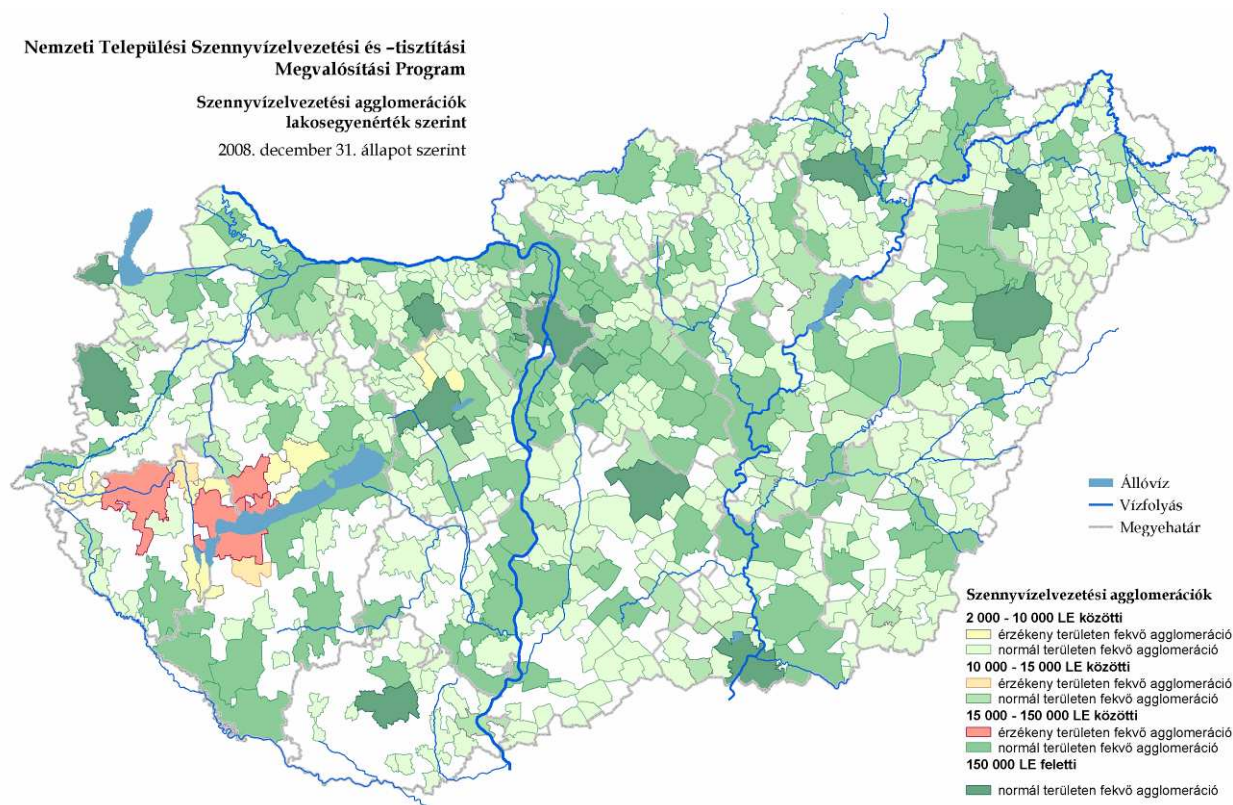 Nemzeti Települési Szennyvízelvezetési és –tisztítási
Megvalósítási Program
Szennyvízelvezetési agglomerációk
lakosegyenérték szerint
2008. december 31. állapot szerint
Állóvíz
Vízfolyás
Megyehatár
Szennyvízelvezetési agglomerációk
2 000 - 10 000 LE közötti
érzékeny területen fekvő agglomeráció
normál területen fekvő agglomeráció
10 000 - 15 000 LE közötti
érzékeny területen fekvő agglomeráció
normál területen fekvő agglomeráció
15 000 - 150 000 LE közötti
érzékeny területen fekvő agglomeráció
normál területen fekvő agglomeráció
150 000 LE feletti
normál területen fekvő agglomeráció